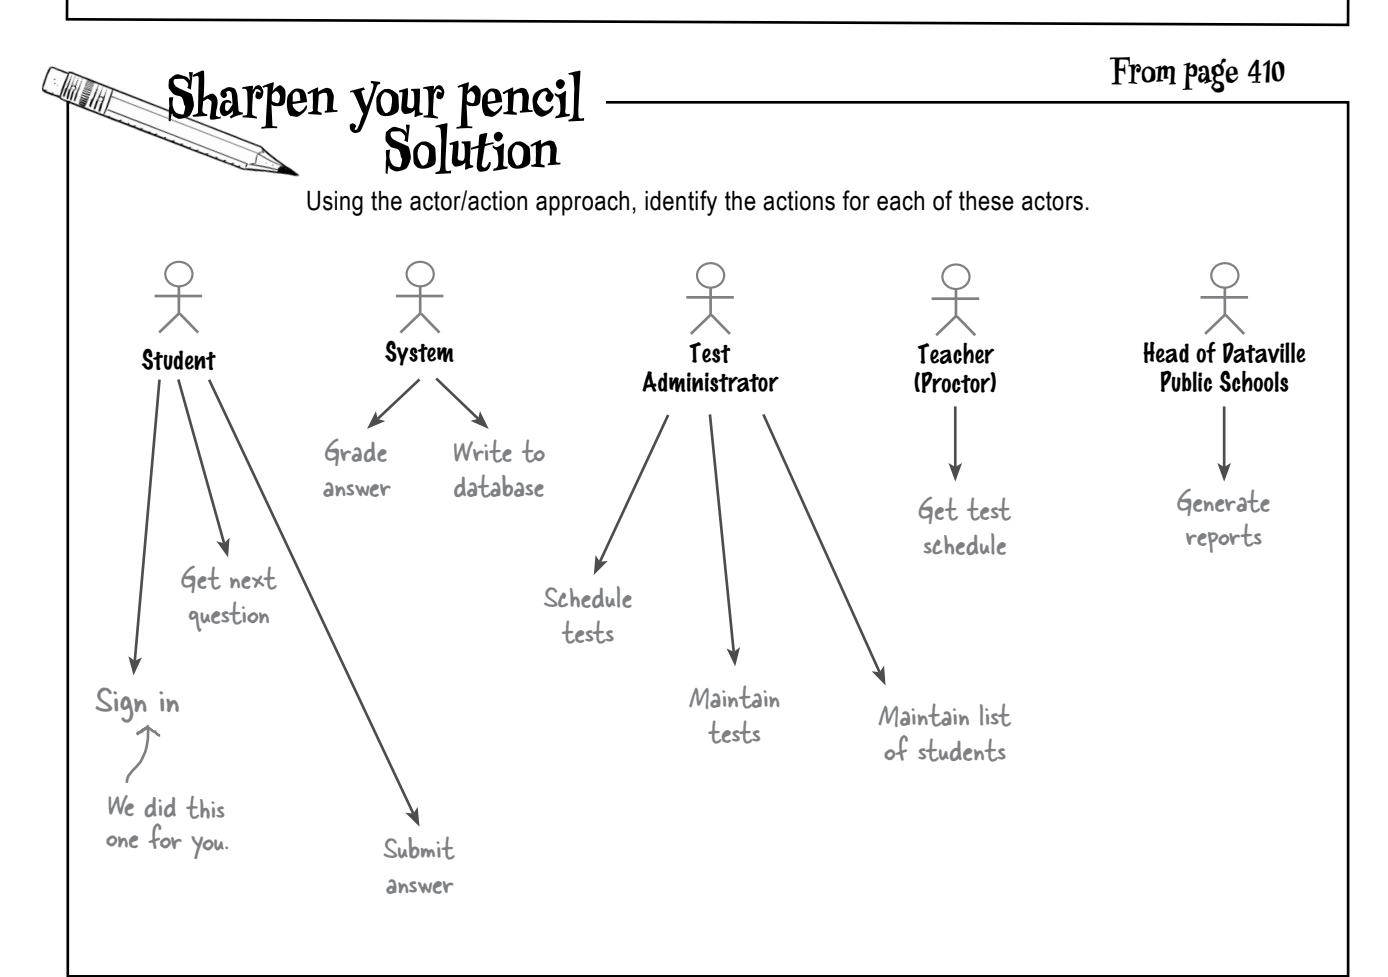 From page 410
Sharpen your pencil
Solution
Using the actor/action approach, identify the actions for each of these actors.
Student
System
Test
Administrator
Teacher
(Proctor)
Head of Dataville
Public Schools
Grade
answer
Write to
database
Get test
schedule
Generate
reports
Get next
question
Schedule
tests
Sign in
Maintain
tests
Maintain list
of students
We did this
one for you.
Submit
answer